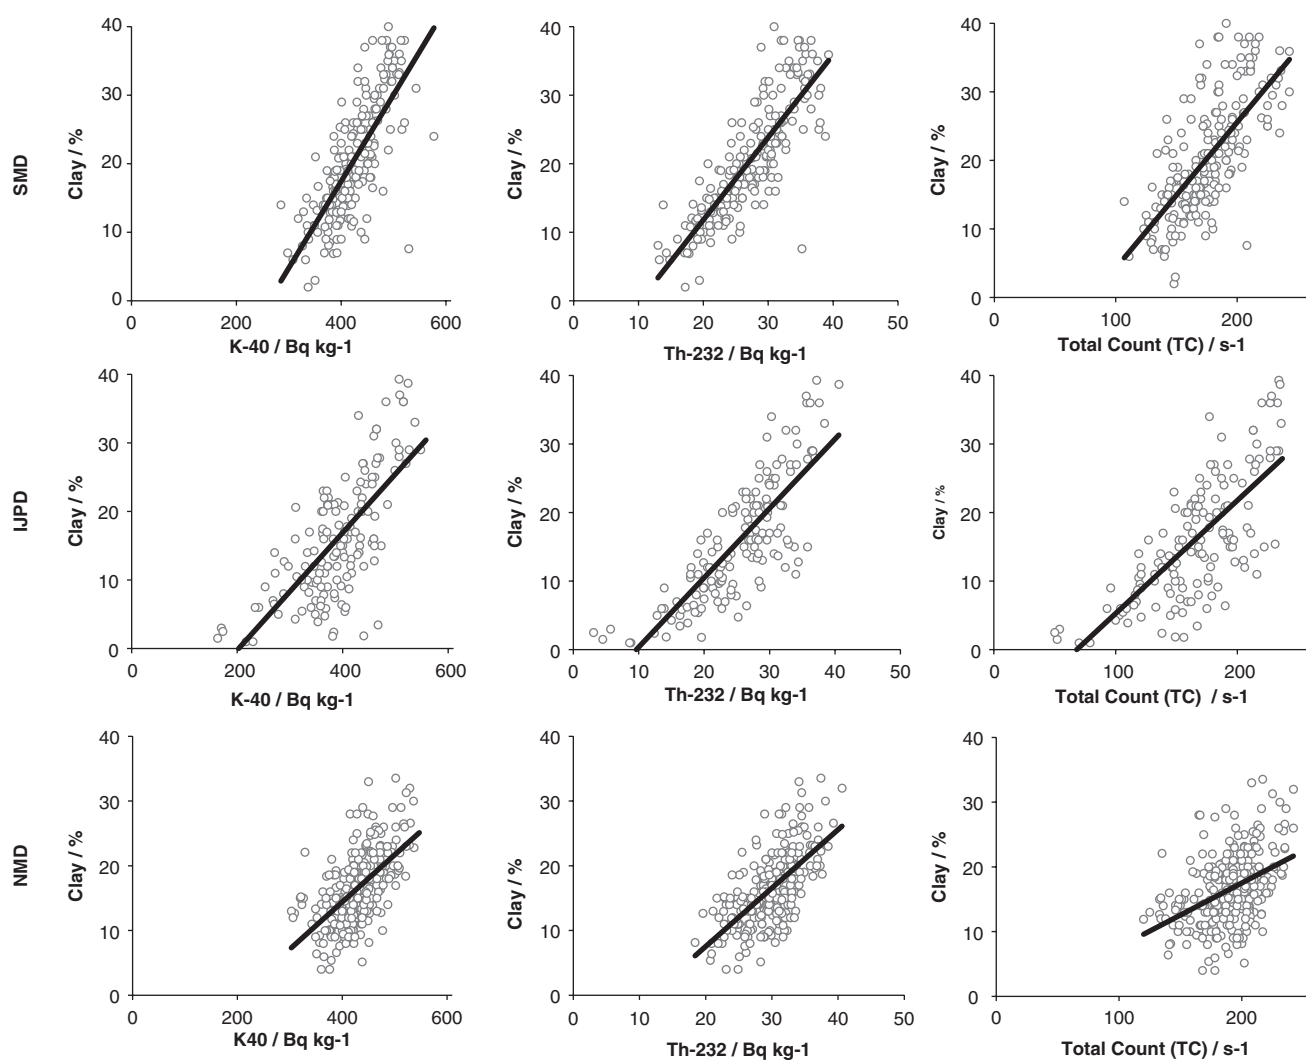 SMD
Clay / %
40
30
20
10
0
0 200 400 600
K-40 / Bq kg-1
Clay / %
40
30
20
10
0
0 10 20 30 40 50
Th-232 / Bq kg-1
Clay / %
40
30
20
10
0
0 100 200
Total Count (TC) / s-1
IJPD
Clay / %
40
30
20
10
0
0 200 400 600
K-40 / Bq kg-1
Clay / %
40
30
20
10
0
0 10 20 30 40 50
Th-232 / Bq kg-1
Clay / %
40
30
20
10
0
0 100 200
Total Count (TC) / s-1
NMD
Clay / %
40
30
20
10
0
0 200 400 600
K40 / Bq kg-1
Clay / %
40
30
20
10
0
0 10 20 30 40 50
Th-232 / Bq kg-1
Clay / %
40
30
20
10
0
0 100 200
Total Count (TC) / s-1